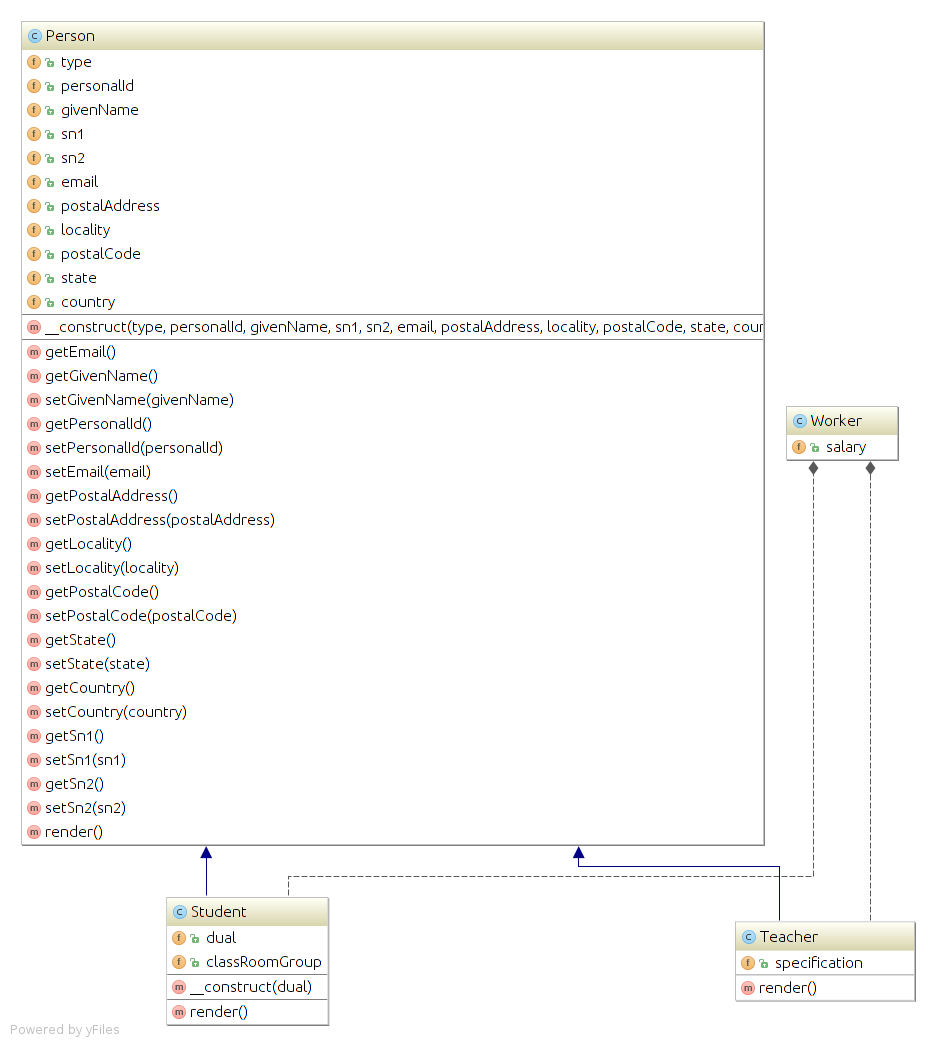 Person
type
personalId
givenName
sn1
sn2
email
postalAddress
locality
postalCode
state
country
__construct(type, personalId, givenName, sn1, sn2, email, postalAddress, locality, postalCode, state, cour
getEmail()
getGivenName()
setGivenName(givenName)
getPersonalId()
setPersonalId(personalId)
setEmail(email)
getPostalAddress()
setPostalAddress(postalAddress)
getLocality()
setLocality(locality)
getPostalCode()
setPostalCode(postalCode)
getState()
setState(state)
getCountry()
setCountry(country)
getSn1()
setSn1(sn1)
getSn2()
setSn2(sn2)
render()
Worker
salary
Student
dual
classRoomGroup
__construct(dual)
render()
Teacher
specification
render()
Powered by yFiles